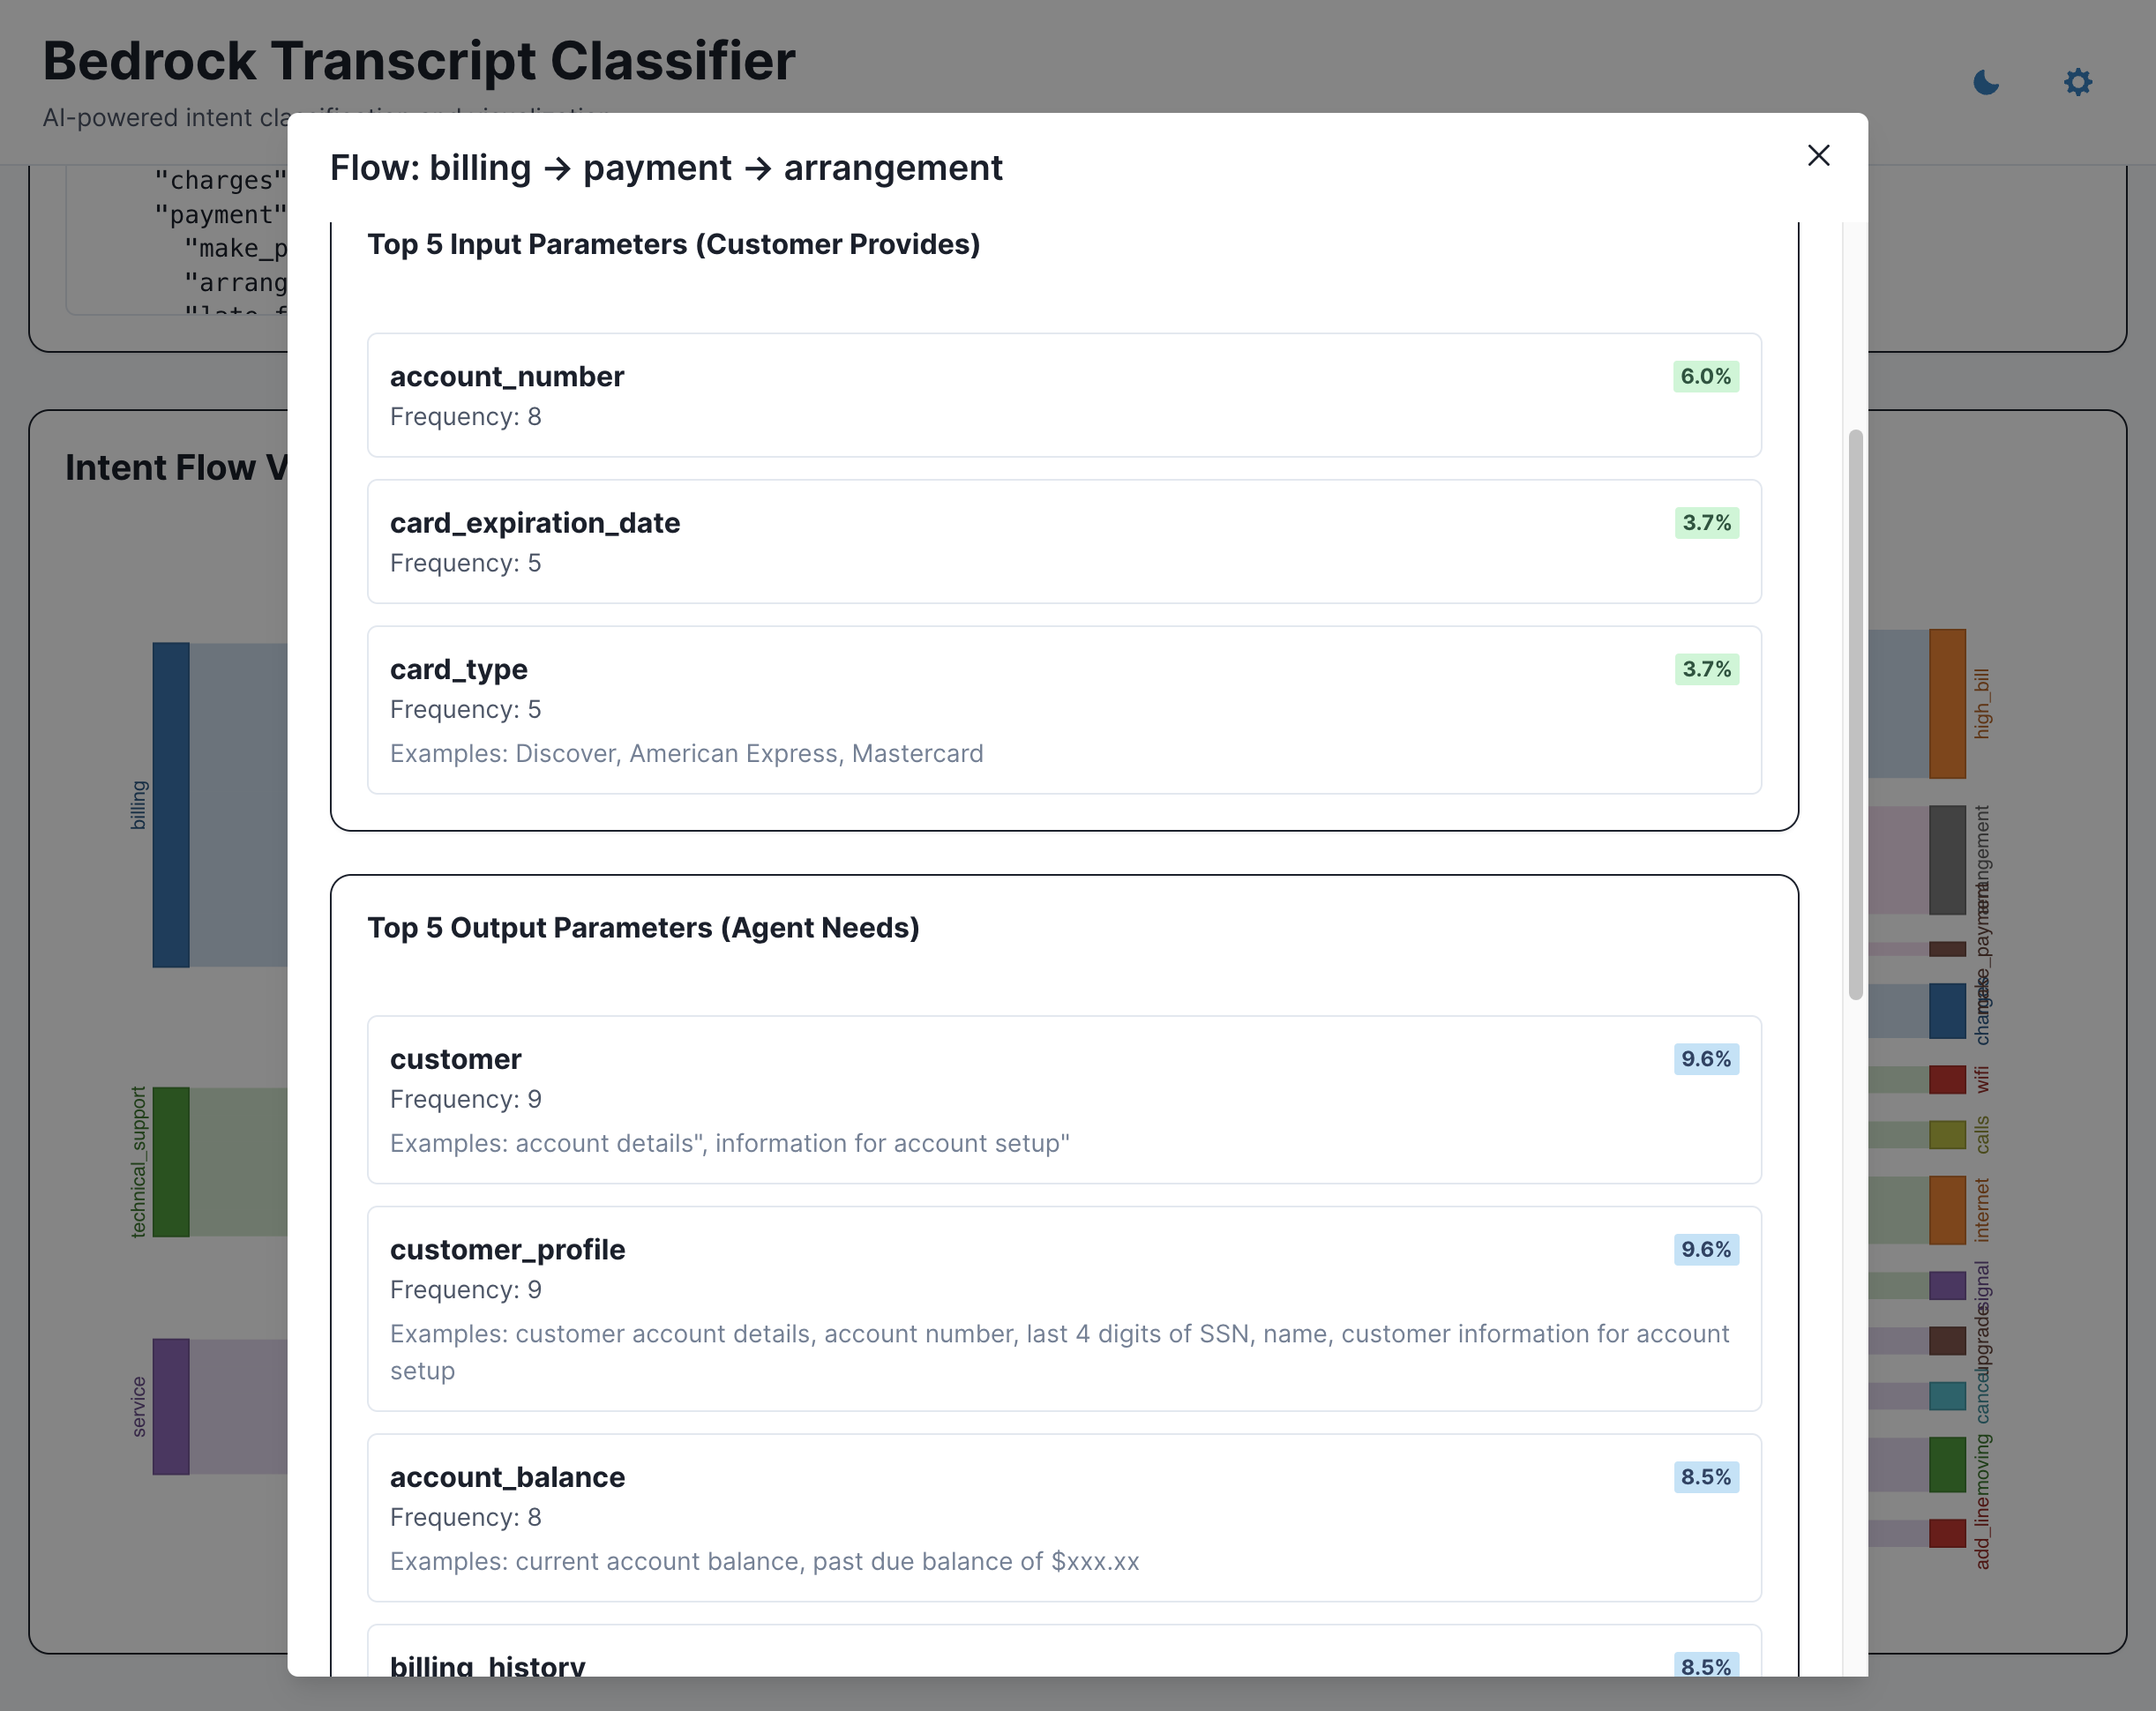 Bedrock Transcript Classifier
AI-powered intent
Flow: billing → payment → arrangement
"charges"
"payment"
"make_p
"arrang
Top 5 Input Parameters (Customer Provides)
account_number
6.0%
Frequency: 8
card_expiration_date
3.7%
Frequency: 5
card_type
3.7%
Frequency: 5
Examples: Discover, American Express, Mastercard
Top 5 Output Parameters (Agent Needs)
customer
9.6%
Frequency: 9
Examples: account details", information for account setup"
customer_profile
9.6%
Frequency: 9
Examples: customer account details, account number, last 4 digits of SSN, name, customer information for account
setup
account_balance
8.5%
Frequency: 8
Examples: current account balance, past due balance of $xxx.xx
billing_history
8.5%
Intent Flow V
billing
technical_support
service
high_bill
arrangement
make_payment
charges
wifi
calls
internet
signal
upgrade
cancel
moving
add_line